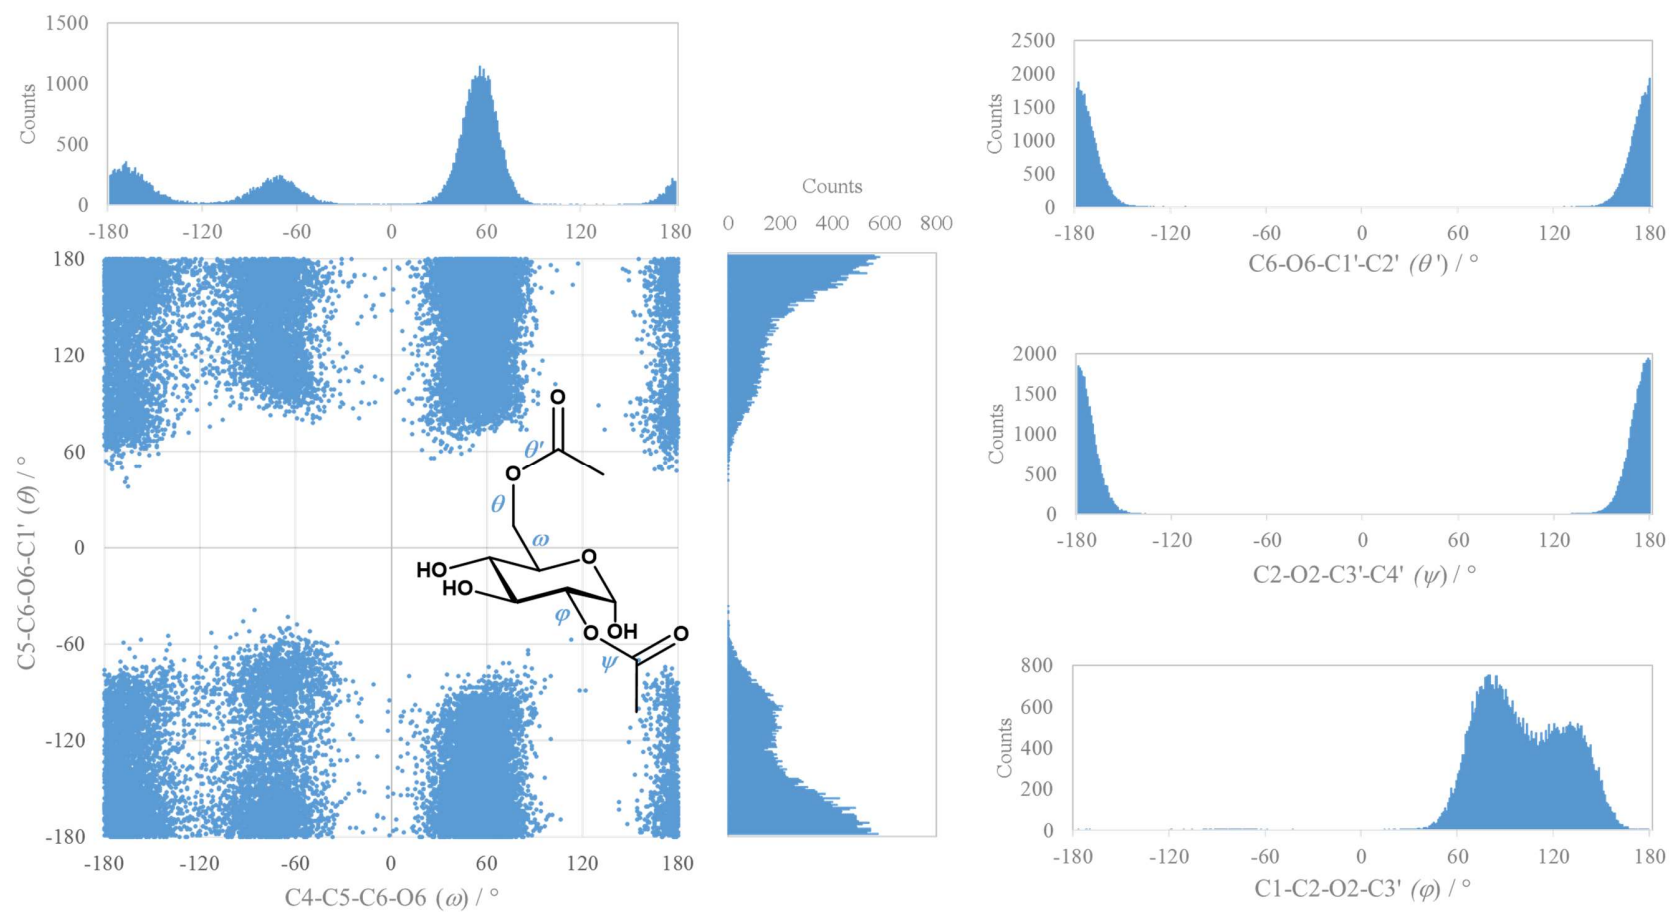 1500
1000
500
0
Counts
-180 -120 -60 0 60 120 180
Counts
0 200 400 600 800
180
120
60
0
-60
-120
-180
C5-C6-O6-C1' (θ) / °
-180 -120 -60 0 60 120 180
C4-C5-C6-O6 (ω) / °
O
θ'
O
θ
ω
O
HO
HO
φ
O
OH
O
ψ
2500
2000
1500
1000
500
0
Counts
-180 -120 -60 0 60 120 180
C6-O6-C1'-C2' (θ') / °
2000
1500
1000
500
0
Counts
-180 -120 -60 0 60 120 180
C2-O2-C3'-C4' (ψ) / °
800
600
400
200
0
Counts
-180 -120 -60 0 60 120 180
C1-C2-O2-C3' (φ) / °